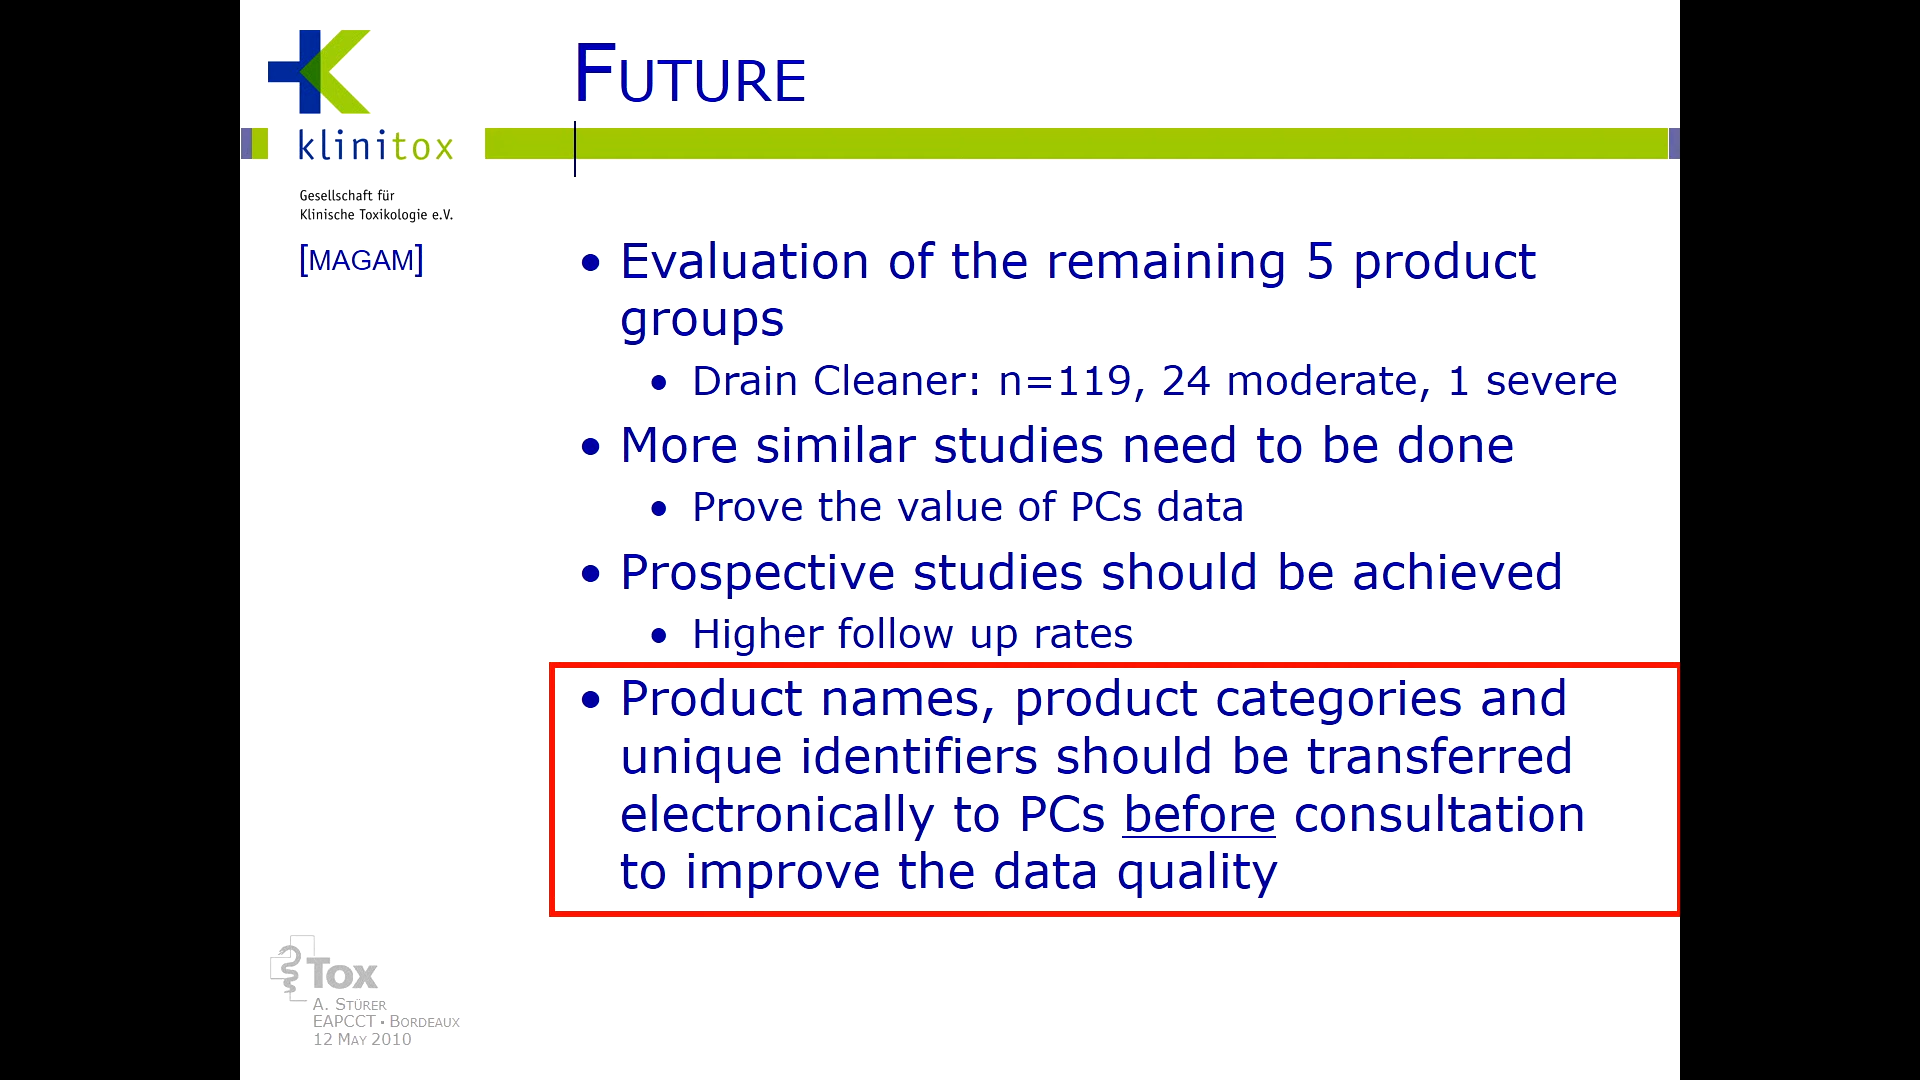 FUTURE
klinitox
Gesellschaft für
Klinische Toxikologie e.V.
[MAGAM]
• Evaluation of the remaining 5 product
groups
• Drain Cleaner: n=119, 24 moderate, 1 severe
• More similar studies need to be done
• Prove the value of PCs data
• Prospective studies should be achieved
• Higher follow up rates
• Product names, product categories and
unique identifiers should be transferred
electronically to PCs before consultation
to improve the data quality
Tox
A. STÜRER
EAPCCT ▪ BORDEAUX
12 MAY 2010